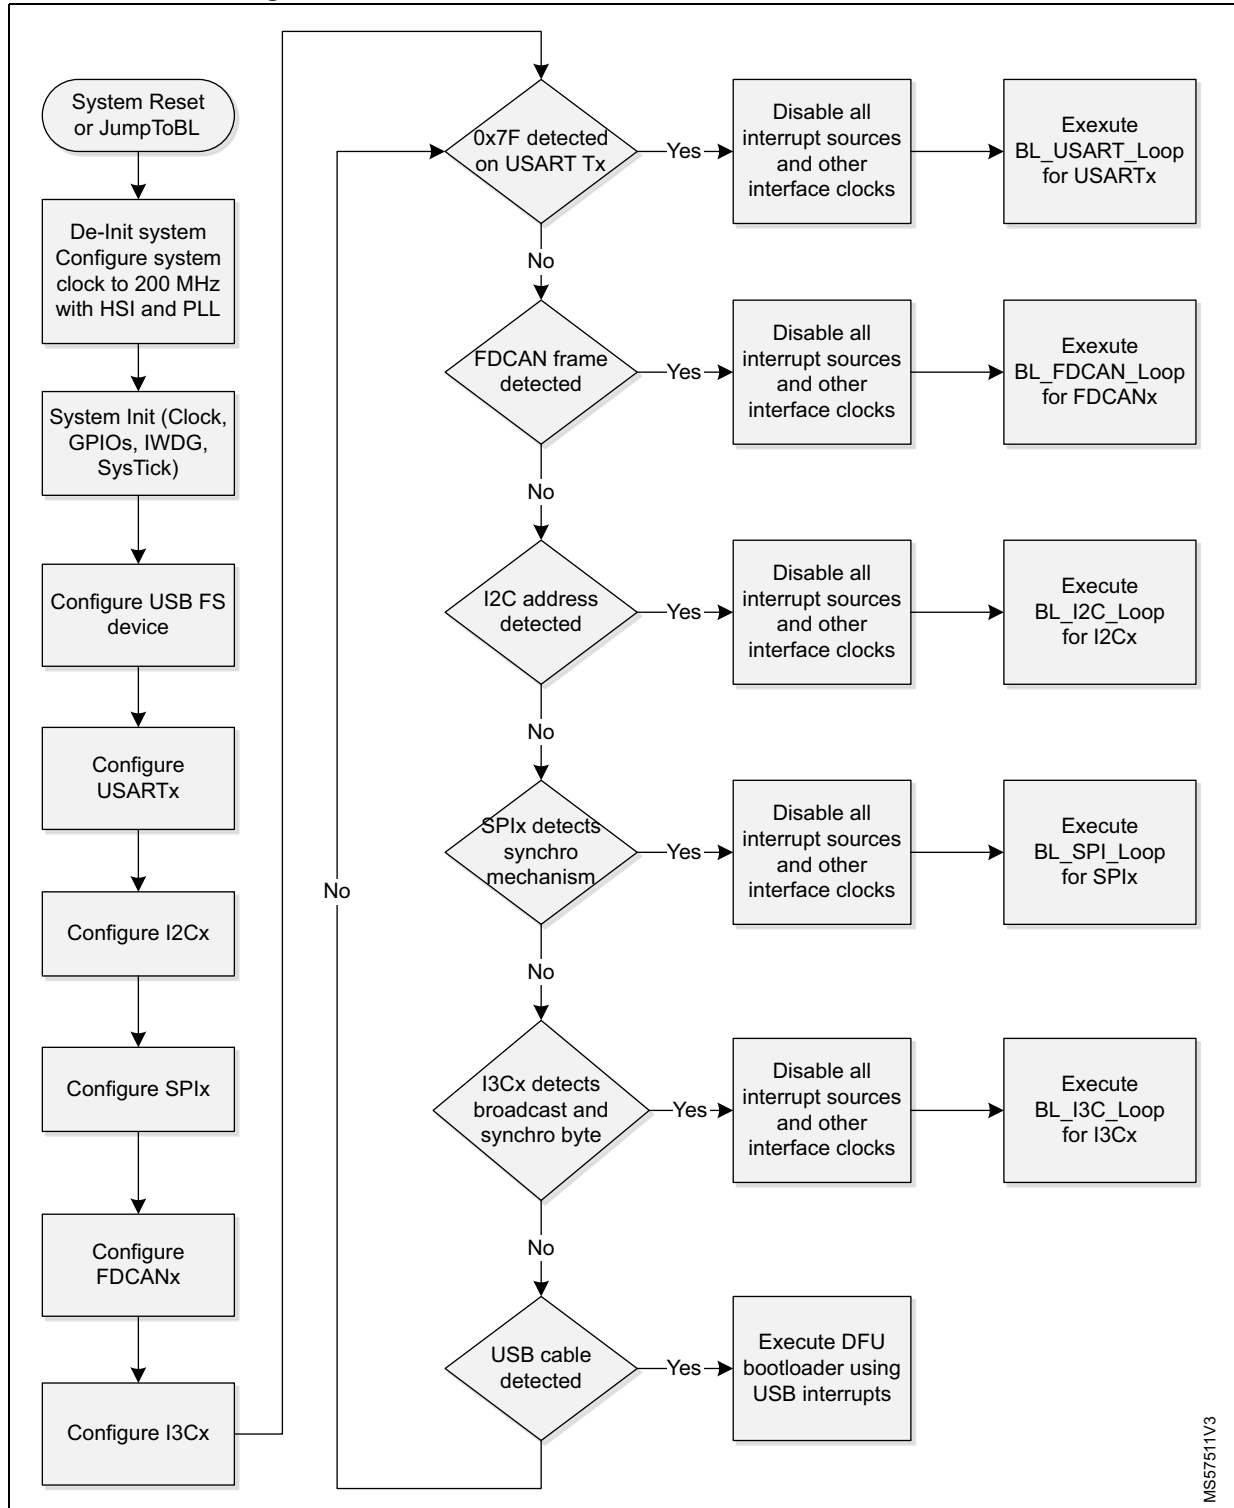 System Reset
or JumpToBL
De-Init system
Configure system
clock to 200 MHz
with HSI and PLL
System Init (Clock,
GPIOs, IWDG,
SysTick)
Configure USB FS
device
Configure
USARTx
Configure I2Cx
Configure SPIx
Configure
FDCANx
Configure I3Cx
0x7F detected
on USART Tx
Yes
Disable all
interrupt sources
and other
interface clocks
Exexute
BL_USART_Loop
for USARTx
No
FDCAN frame
detected
Yes
Disable all
interrupt sources
and other
interface clocks
Exexute
BL_FDCAN_Loop
for FDCANx
No
I2C address
detected
Yes
Disable all
interrupt sources
and other
interface clocks
Execute
BL_I2C_Loop
for I2Cx
No
SPIx detects
synchro
mechanism
Yes
Disable all
interrupt sources
and other
interface clocks
Execute
BL_SPI_Loop
for SPIx
No
No
I3Cx detects
broadcast and
synchro byte
Yes
Disable all
interrupt sources
and other
interface clocks
Execute
BL_I3C_Loop
for I3Cx
No
USB cable
detected
Yes
Execute DFU
bootloader using
USB interrupts
MS57511V3